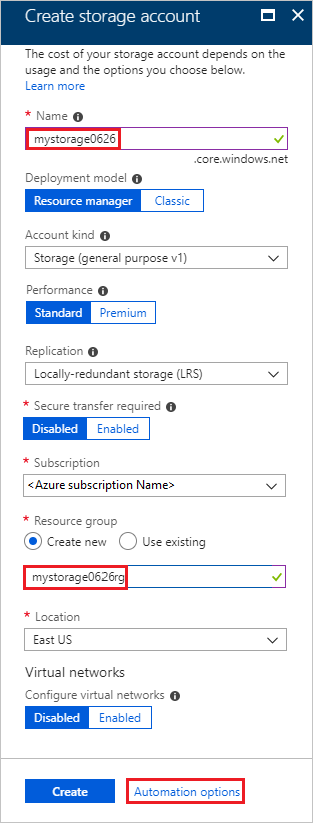 Create storage account
The cost of your storage account depends on the
usage and the options you choose below.
Learn more
* Name
mystorage0626
.core.windows.net
Deployment model
Resource manager Classic
Account kind
Storage (general purpose v1)
Performance
Standard Premium
Replication
Locally-redundant storage (LRS)
* Secure transfer required
Disabled Enabled
* Subscription
<Azure subscription Name>
* Resource group
Create new Use existing
mystorage0626rg
* Location
East US
Virtual networks
Configure virtual networks
Disabled Enabled
Create Automation options